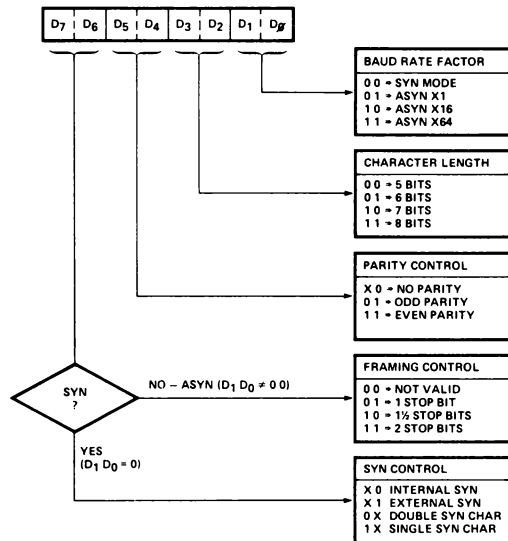 D7 D6 D5 D4 D3 D2 D1 D0
BAUD RATE FACTOR
0 0 = SYN MODE
0 1 = ASYN X1
1 0 = ASYN X16
1 1 = ASYN X64
CHARACTER LENGTH
0 0 = 5 BITS
0 1 = 6 BITS
1 0 = 7 BITS
1 1 = 8 BITS
PARITY CONTROL
X 0 = NO PARITY
0 1 = ODD PARITY
1 1 = EVEN PARITY
FRAMING CONTROL
0 0 = NOT VALID
0 1 = 1 STOP BIT
1 0 = 1½ STOP BITS
1 1 = 2 STOP BITS
SYN
?
NO – ASYN (D1 D0 ≠ 0 0)
YES
(D1 D0 = 0)
SYN CONTROL
X 0 INTERNAL SYN
X 1 EXTERNAL SYN
0 X DOUBLE SYN CHAR
1 X SINGLE SYN CHAR